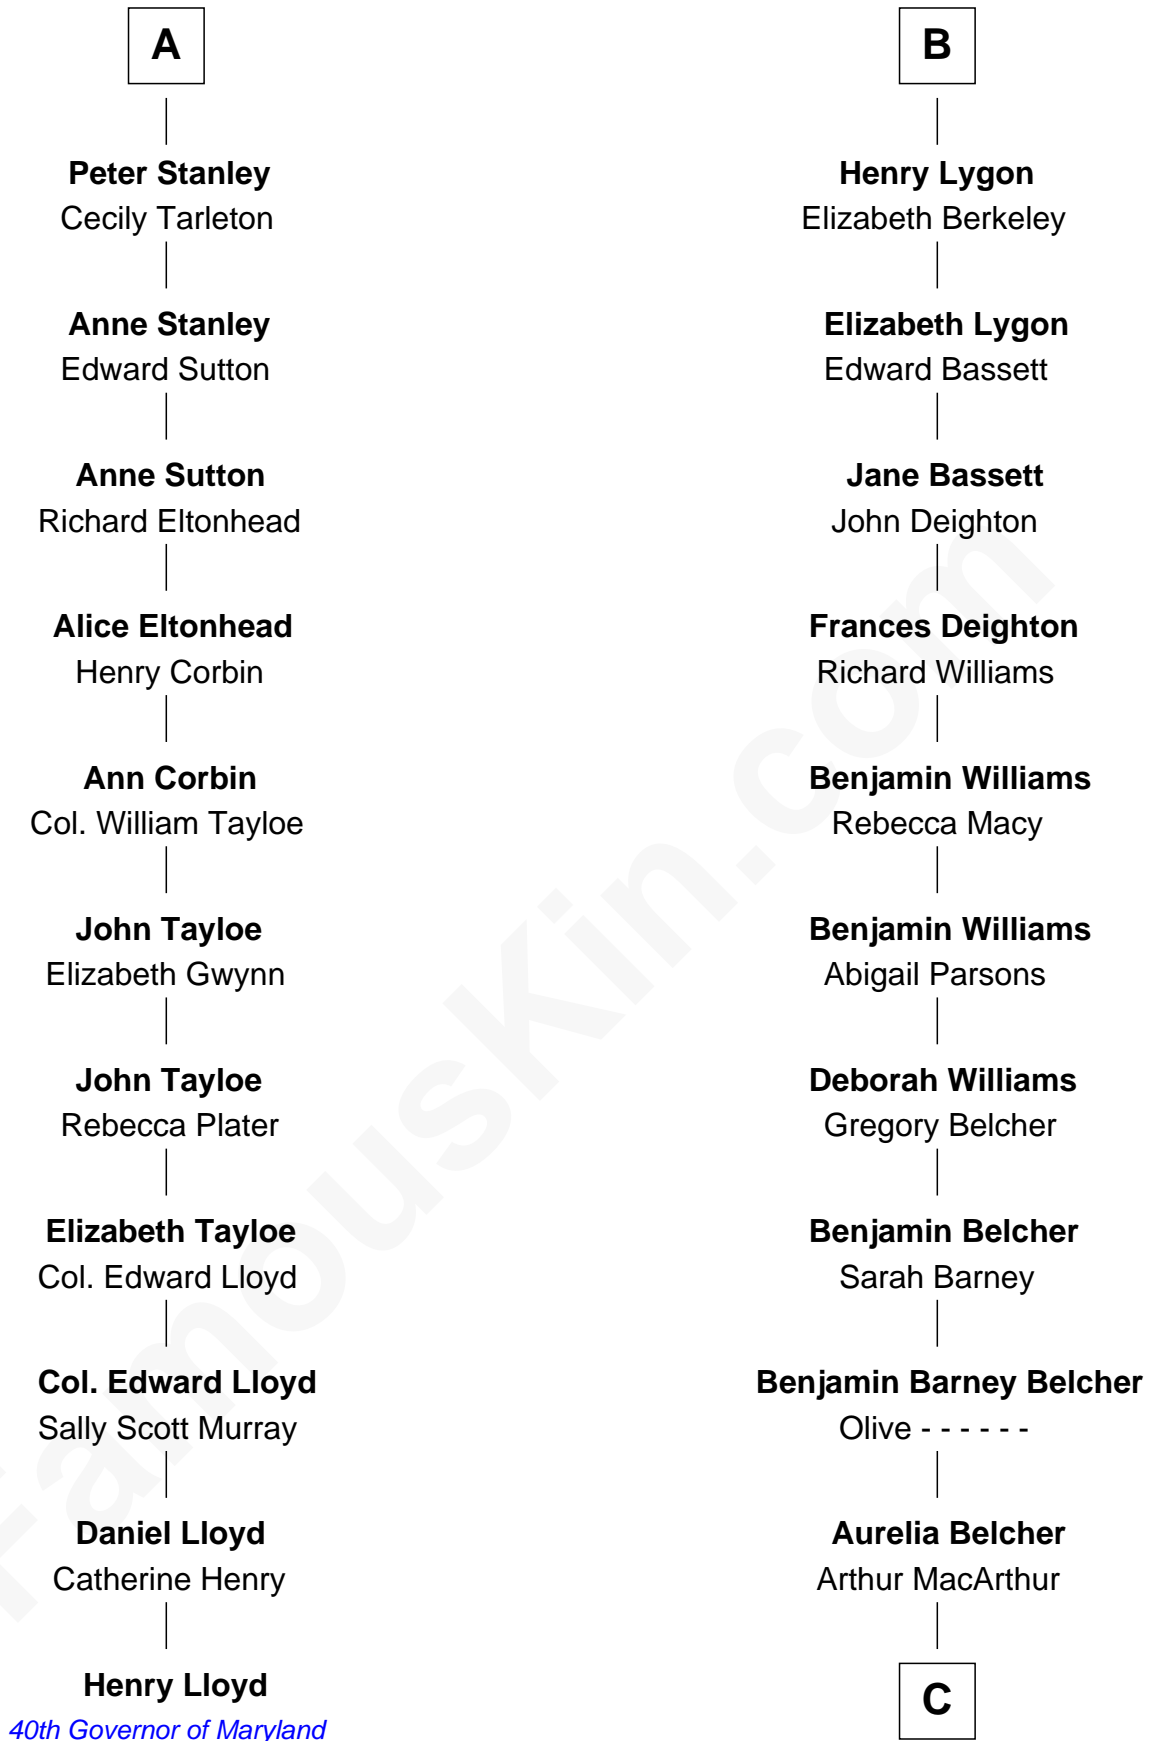 A
Peter Stanley
Cecily Tarleton
Anne Stanley
Edward Sutton
Anne Sutton
Richard Eltonhead
Alice Eltonhead
Henry Corbin
Ann Corbin
Col. William Tayloe
John Tayloe
Elizabeth Gwynn
John Tayloe
Rebecca Plater
Elizabeth Tayloe
Col. Edward Lloyd
Col. Edward Lloyd
Sally Scott Murray
Daniel Lloyd
Catherine Henry
Henry Lloyd
40th Governor of Maryland
B
Henry Lygon
Elizabeth Berkeley
Elizabeth Lygon
Edward Bassett
Jane Bassett
John Deighton
Frances Deighton
Richard Williams
Benjamin Williams
Rebecca Macy
Benjamin Williams
Abigail Parsons
Deborah Williams
Gregory Belcher
Benjamin Belcher
Sarah Barney
Benjamin Barney Belcher
Olive - - - - - -
Aurelia Belcher
Arthur MacArthur
C
FamousKin.com